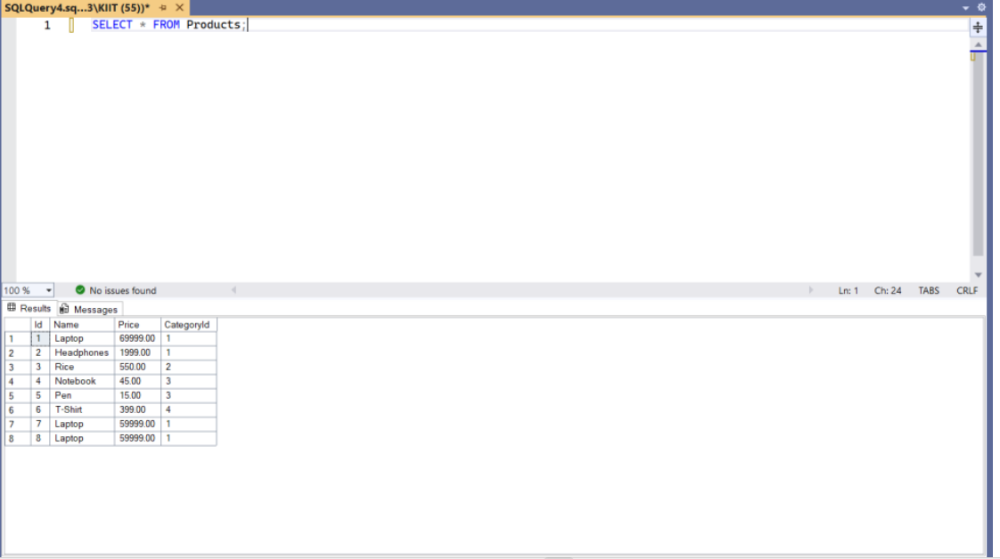 SQLQuery4.sq...3\KIIT (55))*
1 SELECT * FROM Products;
100 % No issues found Ln: 1 Ch: 24 TABS CRLF
Results Messages
Id Name Price CategoryId
1 1 Laptop 69999.00 1
2 2 Headphones 1999.00 1
3 3 Rice 550.00 2
4 4 Notebook 45.00 3
5 5 Pen 15.00 3
6 6 T-Shirt 399.00 4
7 7 Laptop 59999.00 1
8 8 Laptop 59999.00 1